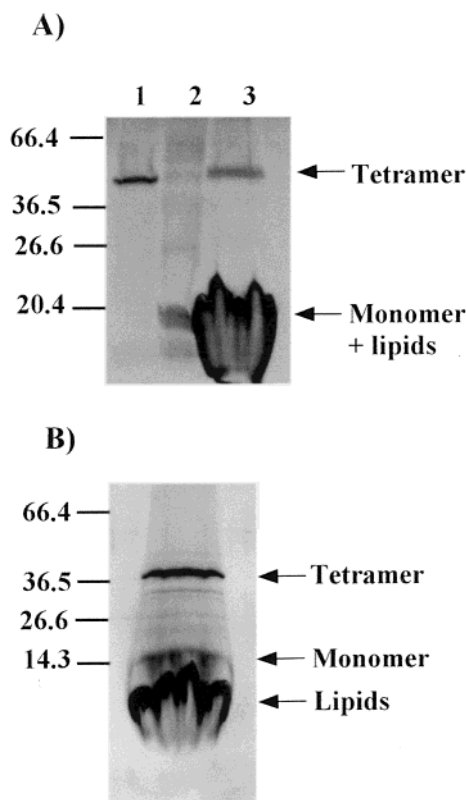 A)
1 2 3
66.4
Tetramer
36.5
26.6
20.4
Monomer
+ lipids
B)
66.4
Tetramer
36.5
26.6
Monomer
14.3
Lipids